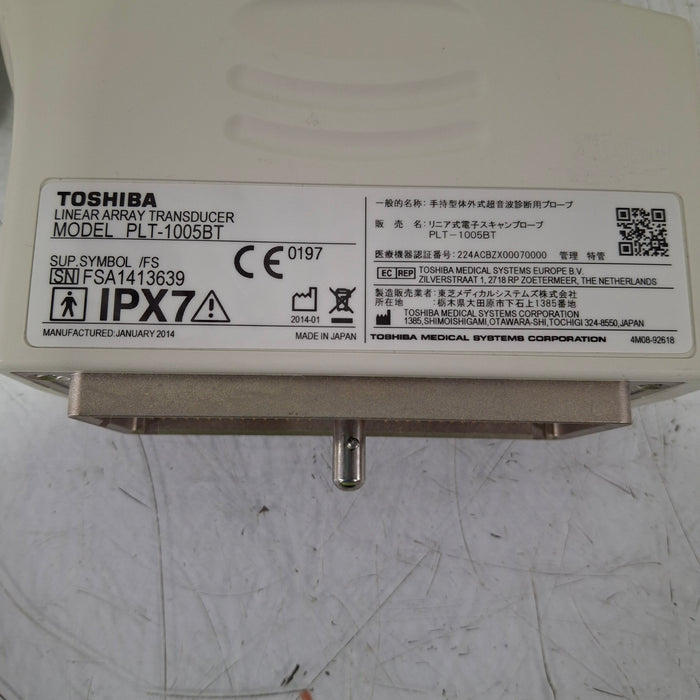 TOSHIBA
LINEAR ARRAY TRANSDUCER
MODEL PLT-1005BT
SUP.SYMBOL /FS
SN FSA1413639
CE 0197
IPX7
2014-01
MANUFACTURED:JANUARY 2014
MADE IN JAPAN
一般的名称: 手持型体外式超音波診断用プローブ
販売名: リニア式電子スキャンプローブ
PLT-1005BT
医療機器認証番号: 224ACBZX00070000 管理 特管
EC REP TOSHIBA MEDICAL SYSTEMS EUROPE B.V.
ZILVERSTRAAT 1, 2718 RP ZOETERMEER, THE NETHERLANDS
製造販売業者: 東芝メディカルシステムズ株式会社
所在地: 栃木県大田原市下石上1385番地
TOSHIBA MEDICAL SYSTEMS CORPORATION
1385, SHIMOISHIGAMI, OTAWARA-SHI, TOCHIGI 324-8550, JAPAN
TOSHIBA MEDICAL SYSTEMS CORPORATION
4M08-92618